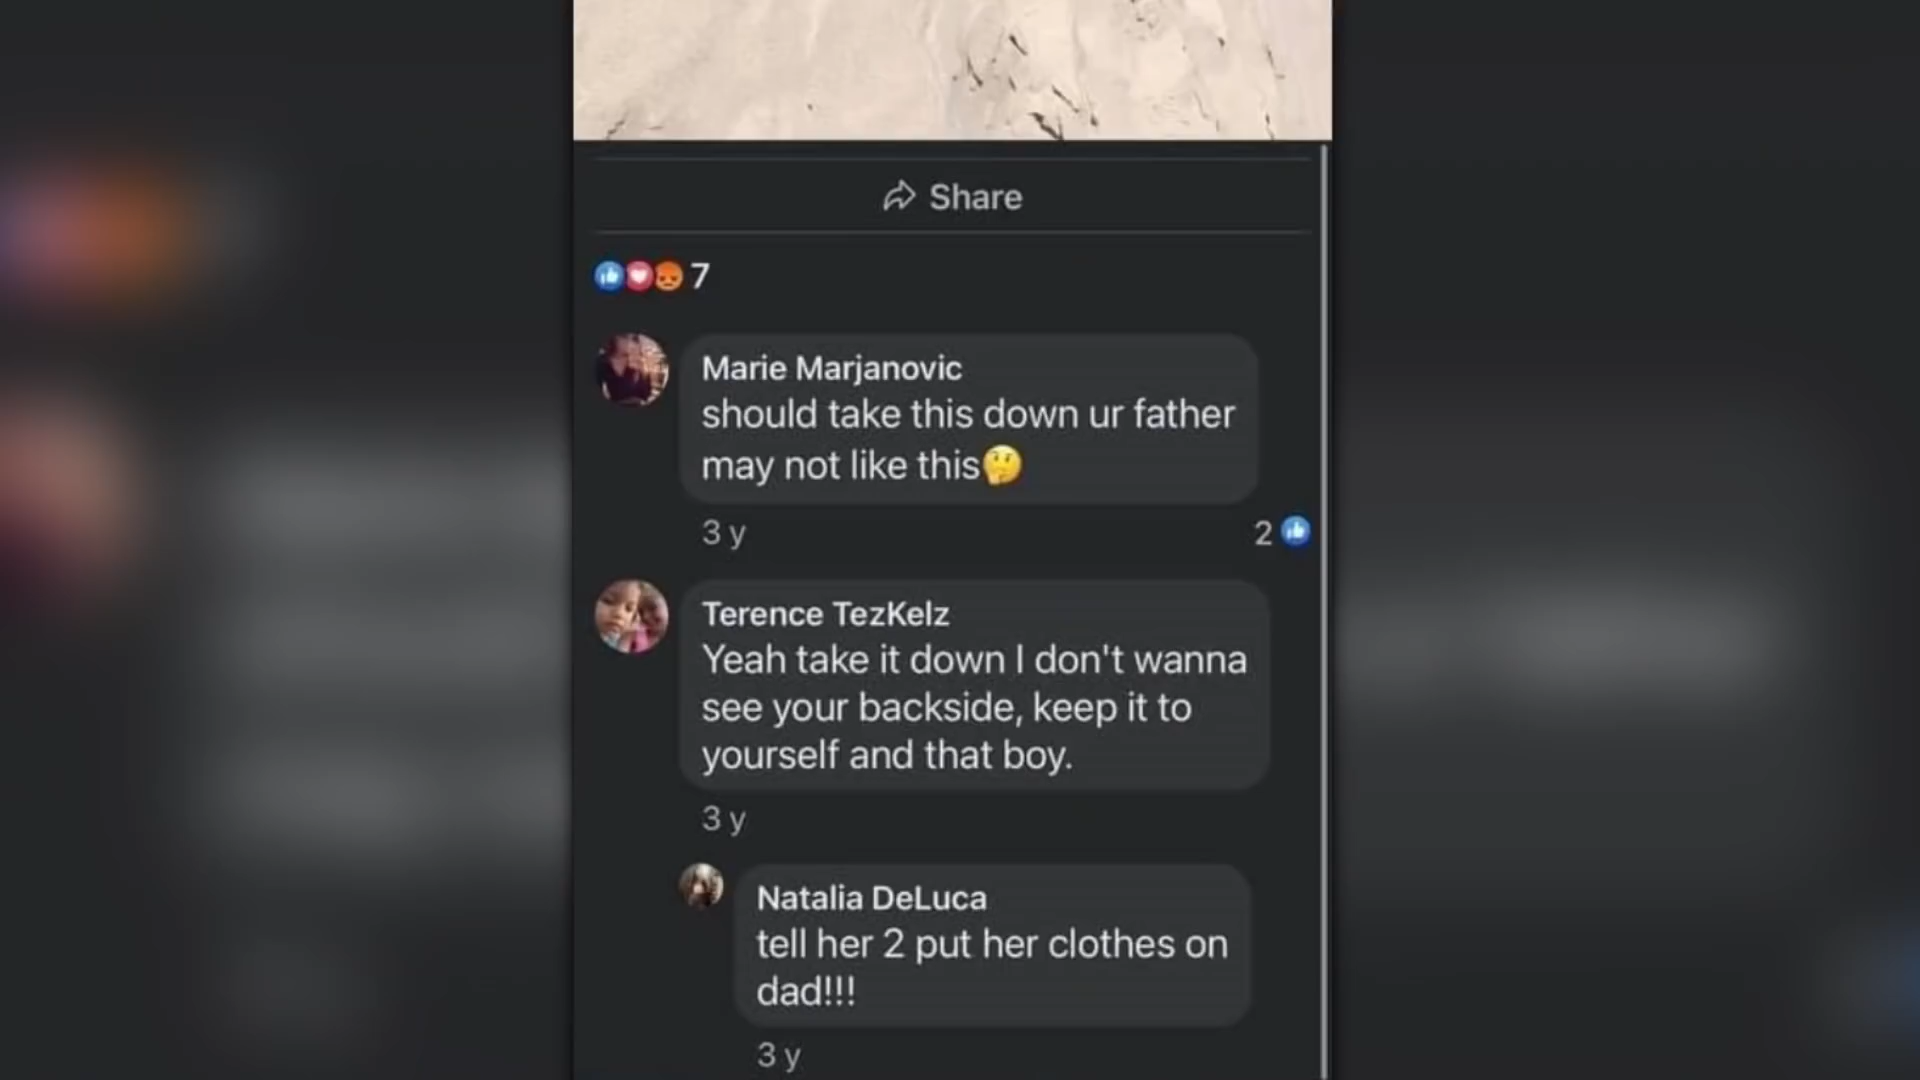 Share
7
Marie Marjanovic
should take this down ur father
may not like this🤔
3 y
2
Terence TezKelz
Yeah take it down I don't wanna
see your backside, keep it to
yourself and that boy.
3 y
Natalia DeLuca
tell her 2 put her clothes on
dad!!!
3 y